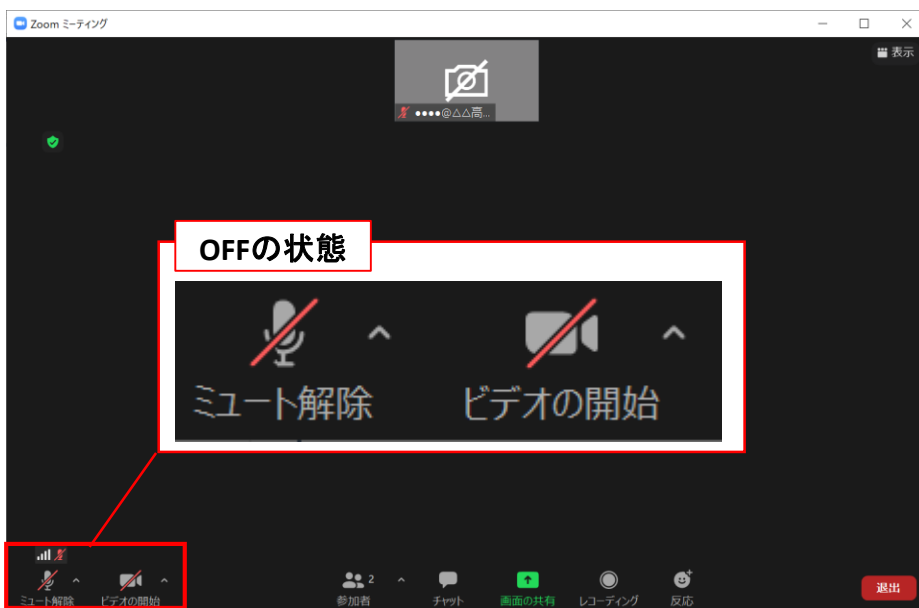 Zoom ミーティング
表示
●●●●@△△高...
OFFの状態
ミュート解除 ビデオの開始
2
ミュート解除 ビデオの開始 参加者 チャット 画面の共有 レコーディング 反応 退出